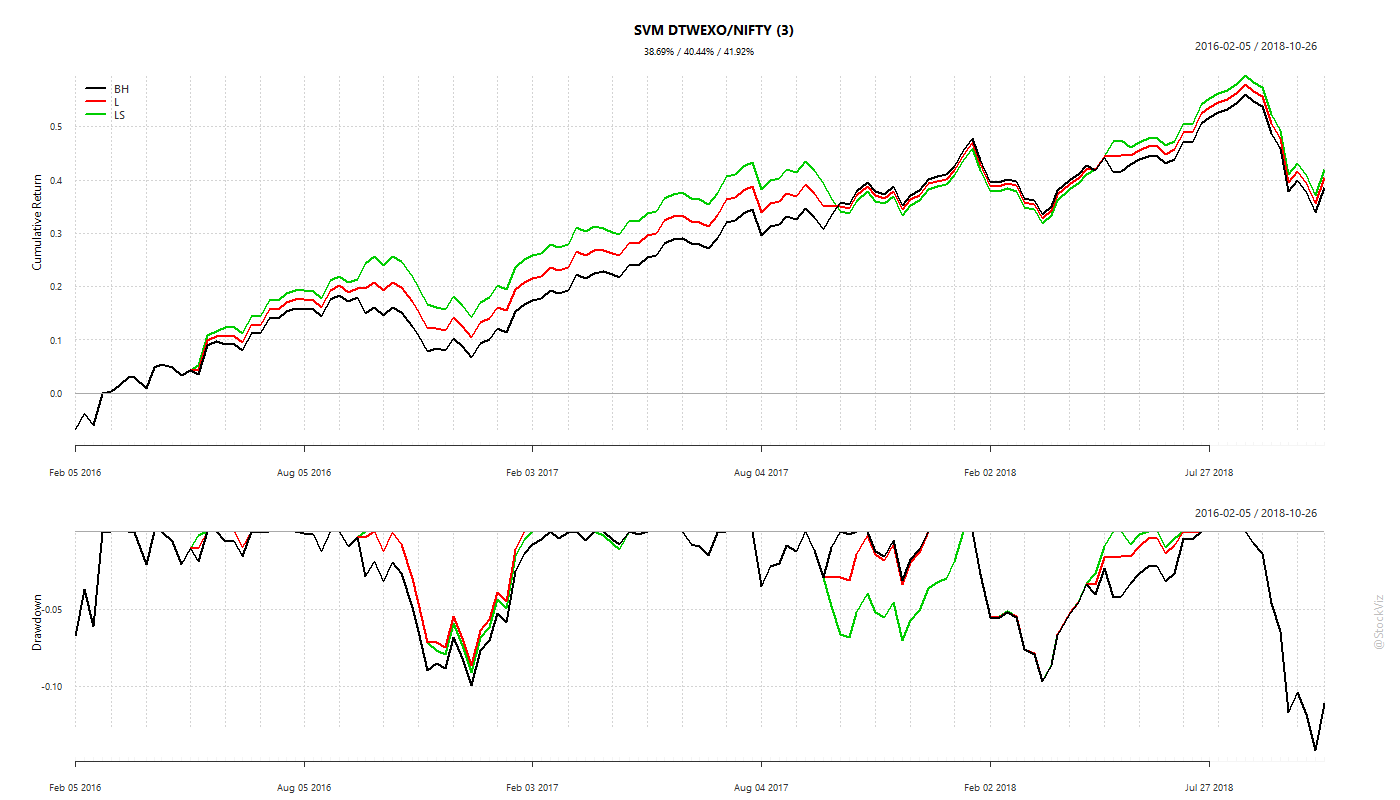 SVM DTWEXO/NIFTY (3)
38.69% / 40.44% / 41.92%
2016-02-05 / 2018-10-26
BH
L
LS
Cumulative Return
0.5
0.4
0.3
0.2
0.1
0.0
Feb 05 2016 Aug 05 2016 Feb 03 2017 Aug 04 2017 Feb 02 2018 Jul 27 2018
2016-02-05 / 2018-10-26
Drawdown
-0.05
-0.10
Feb 05 2016 Aug 05 2016 Feb 03 2017 Aug 04 2017 Feb 02 2018 Jul 27 2018
@StockViz